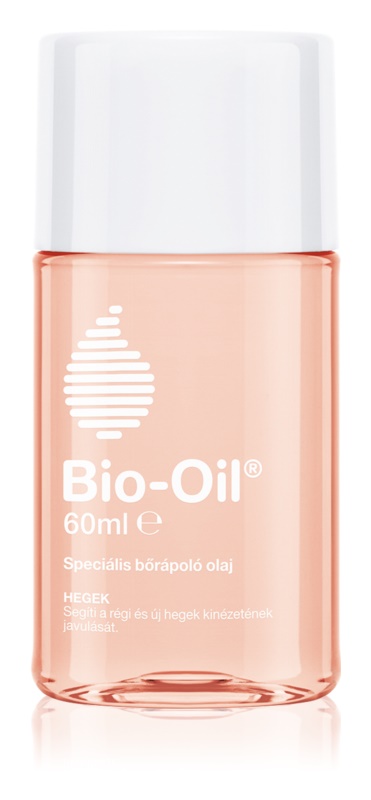 Bio-Oil®
60ml ℮
Speciális bőrápoló olaj
HEGEK
Segíti a régi és új hegek kinézetének
javulását.